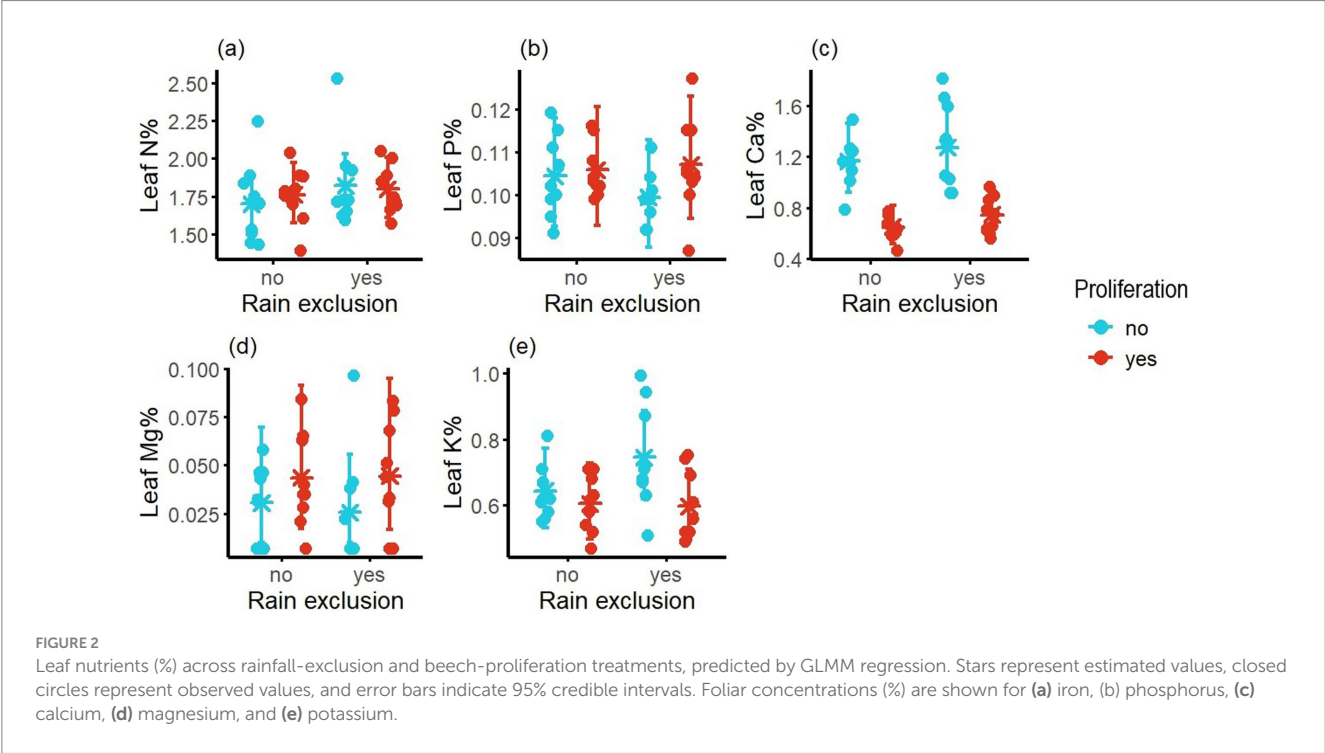 (a)
(b)
(c)
Leaf N%
2.50
2.25
2.00
1.75
1.50
no
yes
Rain exclusion
Leaf P%
0.12
0.11
0.10
0.09
no
yes
Rain exclusion
Leaf Ca%
1.6
1.2
0.8
0.4
no
yes
Rain exclusion
Proliferation
no
yes
(d)
(e)
Leaf Mg%
0.100
0.075
0.050
0.025
no
yes
Rain exclusion
Leaf K%
1.0
0.8
0.6
no
yes
Rain exclusion
FIGURE 2
Leaf nutrients (%) across rainfall-exclusion and beech-proliferation treatments, predicted by GLMM regression. Stars represent estimated values, closed
circles represent observed values, and error bars indicate 95% credible intervals. Foliar concentrations (%) are shown for (a) iron, (b) phosphorus, (c)
calcium, (d) magnesium, and (e) potassium.